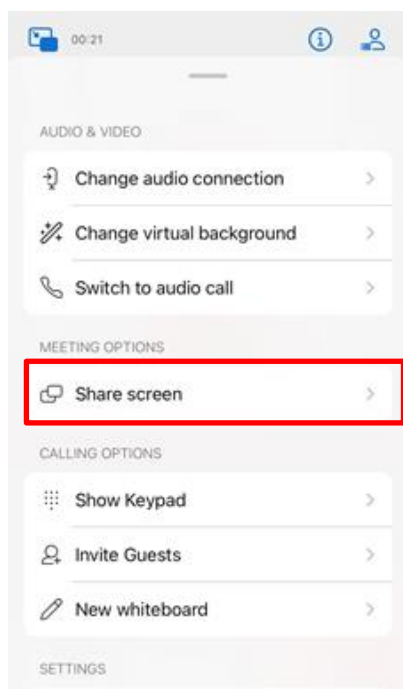 00:21
AUDIO & VIDEO
Change audio connection
Change virtual background
Switch to audio call
MEETING OPTIONS
Share screen
CALLING OPTIONS
Show Keypad
Invite Guests
New whiteboard
SETTINGS